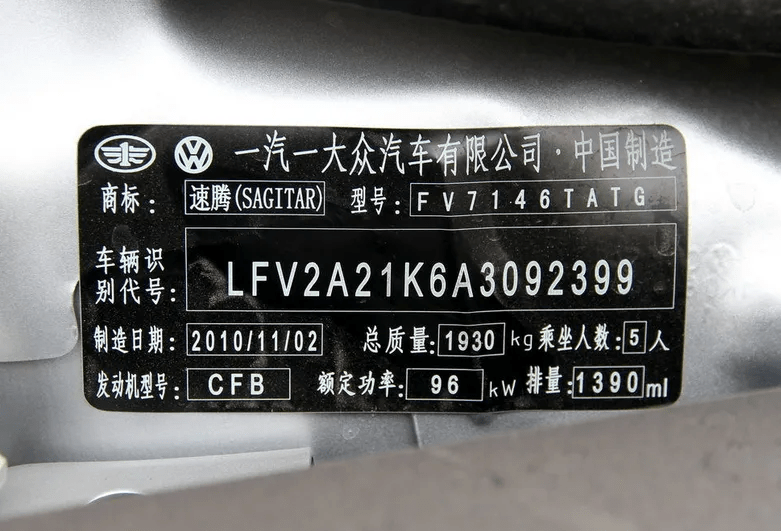 一汽一大众汽车有限公司·中国制造
商标: 速腾(SAGITAR) 型号: FV7146TATG
车辆识
别代号: LFV2A21K6A3092399
制造日期: 2010/11/02 总质量: 1930 kg 乘坐人数: 5 人
发动机型号: CFB 额定功率: 96 kW 排量: 1390 ml